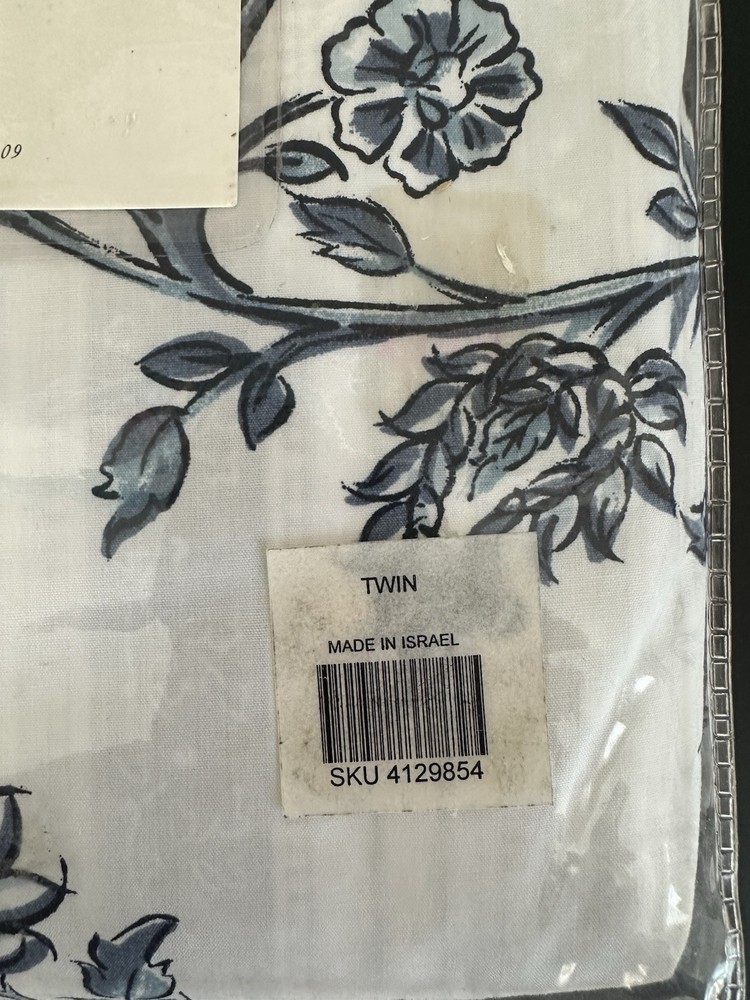 09
TWIN
MADE IN ISRAEL
SKU 4129854